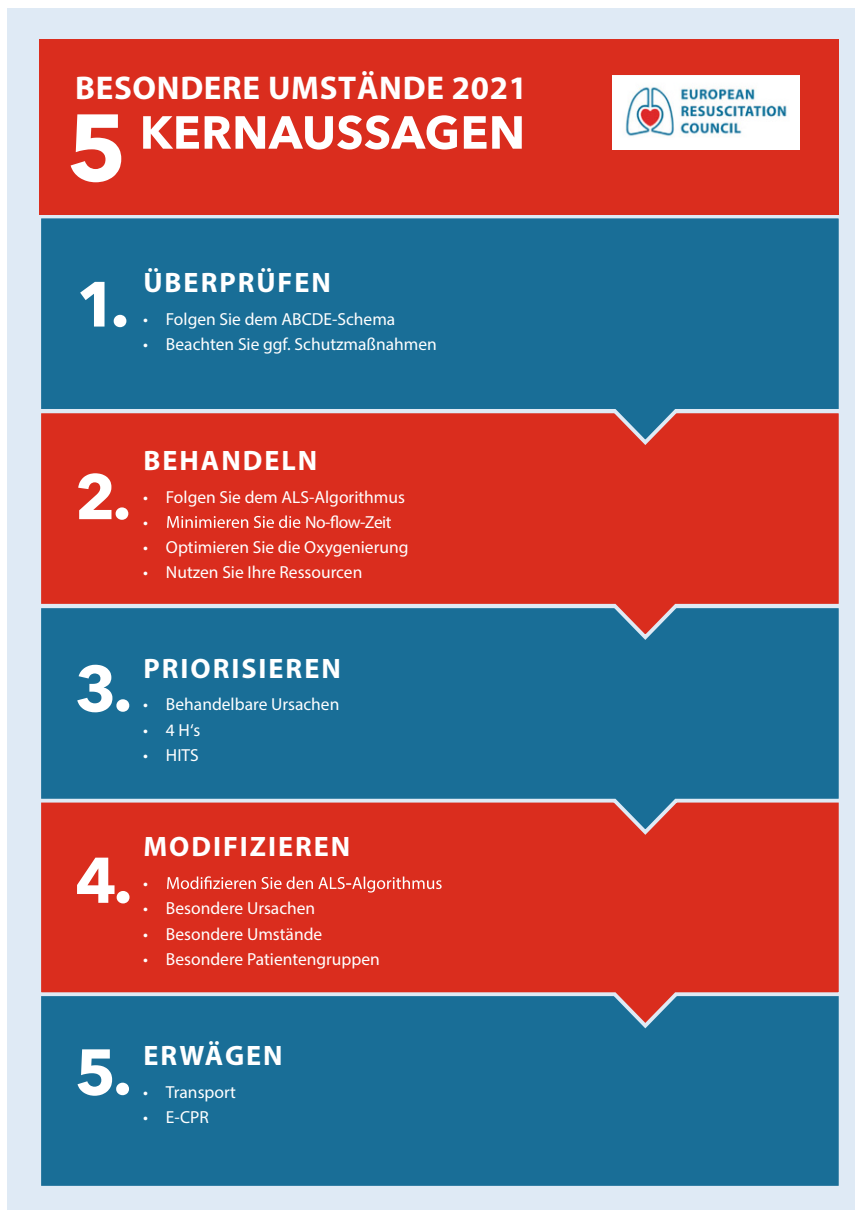 BESONDERE UMSTÄNDE 2021
5 KERNAUSSAGEN
EUROPEAN
RESUSCITATION
COUNCIL
1. ÜBERPRÜFEN
• Folgen Sie dem ABCDE-Schema
• Beachten Sie ggf. Schutzmaßnahmen
2. BEHANDELN
• Folgen Sie dem ALS-Algorithmus
• Minimieren Sie die No-flow-Zeit
• Optimieren Sie die Oxygenierung
• Nutzen Sie Ihre Ressourcen
3. PRIORISIEREN
• Behandelbare Ursachen
• 4 H‘s
• HITS
4. MODIFIZIEREN
• Modifizieren Sie den ALS-Algorithmus
• Besondere Ursachen
• Besondere Umstände
• Besondere Patientengruppen
5. ERWÄGEN
• Transport
• E-CPR